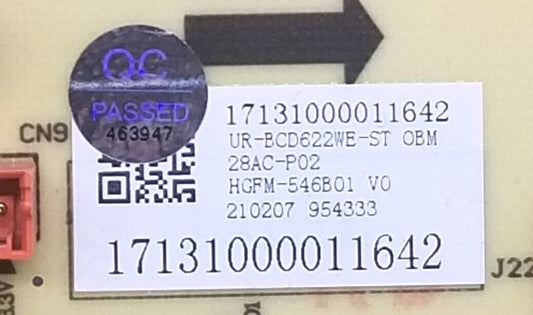 QC
PASSED
463947
17131000011642
UR-BCD622WE-ST OBM
28AC-P02
HGFM-546B01 V0
210207 954333
17131000011642
CN9
J22